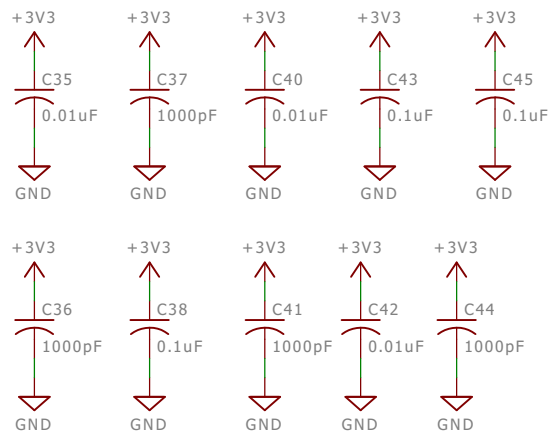 +3V3 +3V3 +3V3 +3V3 +3V3
C35 C37 C40 C43 C45
0.01uF 1000pF 0.01uF 0.1uF 0.1uF
GND GND GND GND GND
+3V3 +3V3 +3V3 +3V3 +3V3
C36 C38 C41 C42 C44
1000pF 0.1uF 1000pF 0.01uF 1000pF
GND GND GND GND GND